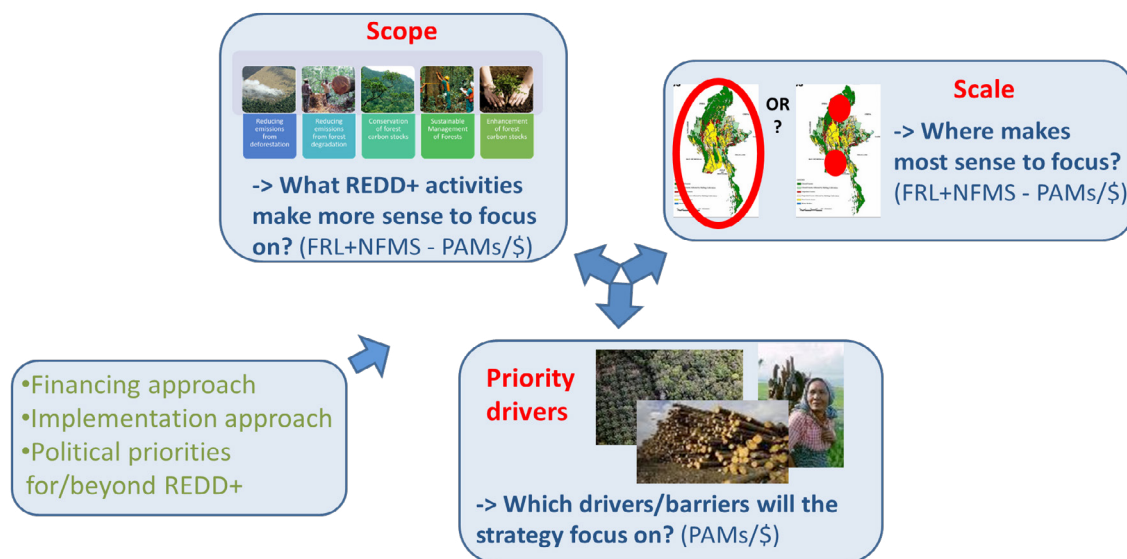 Scope
Reducing
emissions
from
deforestation
Reducing
emissions
from forest
degradation
Conservation
of forest
carbon stocks
Sustainable
Management
of Forests
Enhancement
of forest
carbon stocks
-> What REDD+ activities
make more sense to focus
on? (FRL+NFMS - PAMs/$)
OR
?
Scale
-> Where makes
most sense to focus?
(FRL+NFMS - PAMs/$)
•Financing approach
•Implementation approach
•Political priorities
for/beyond REDD+
Priority
drivers
-> Which drivers/barriers will the
strategy focus on? (PAMs/$)